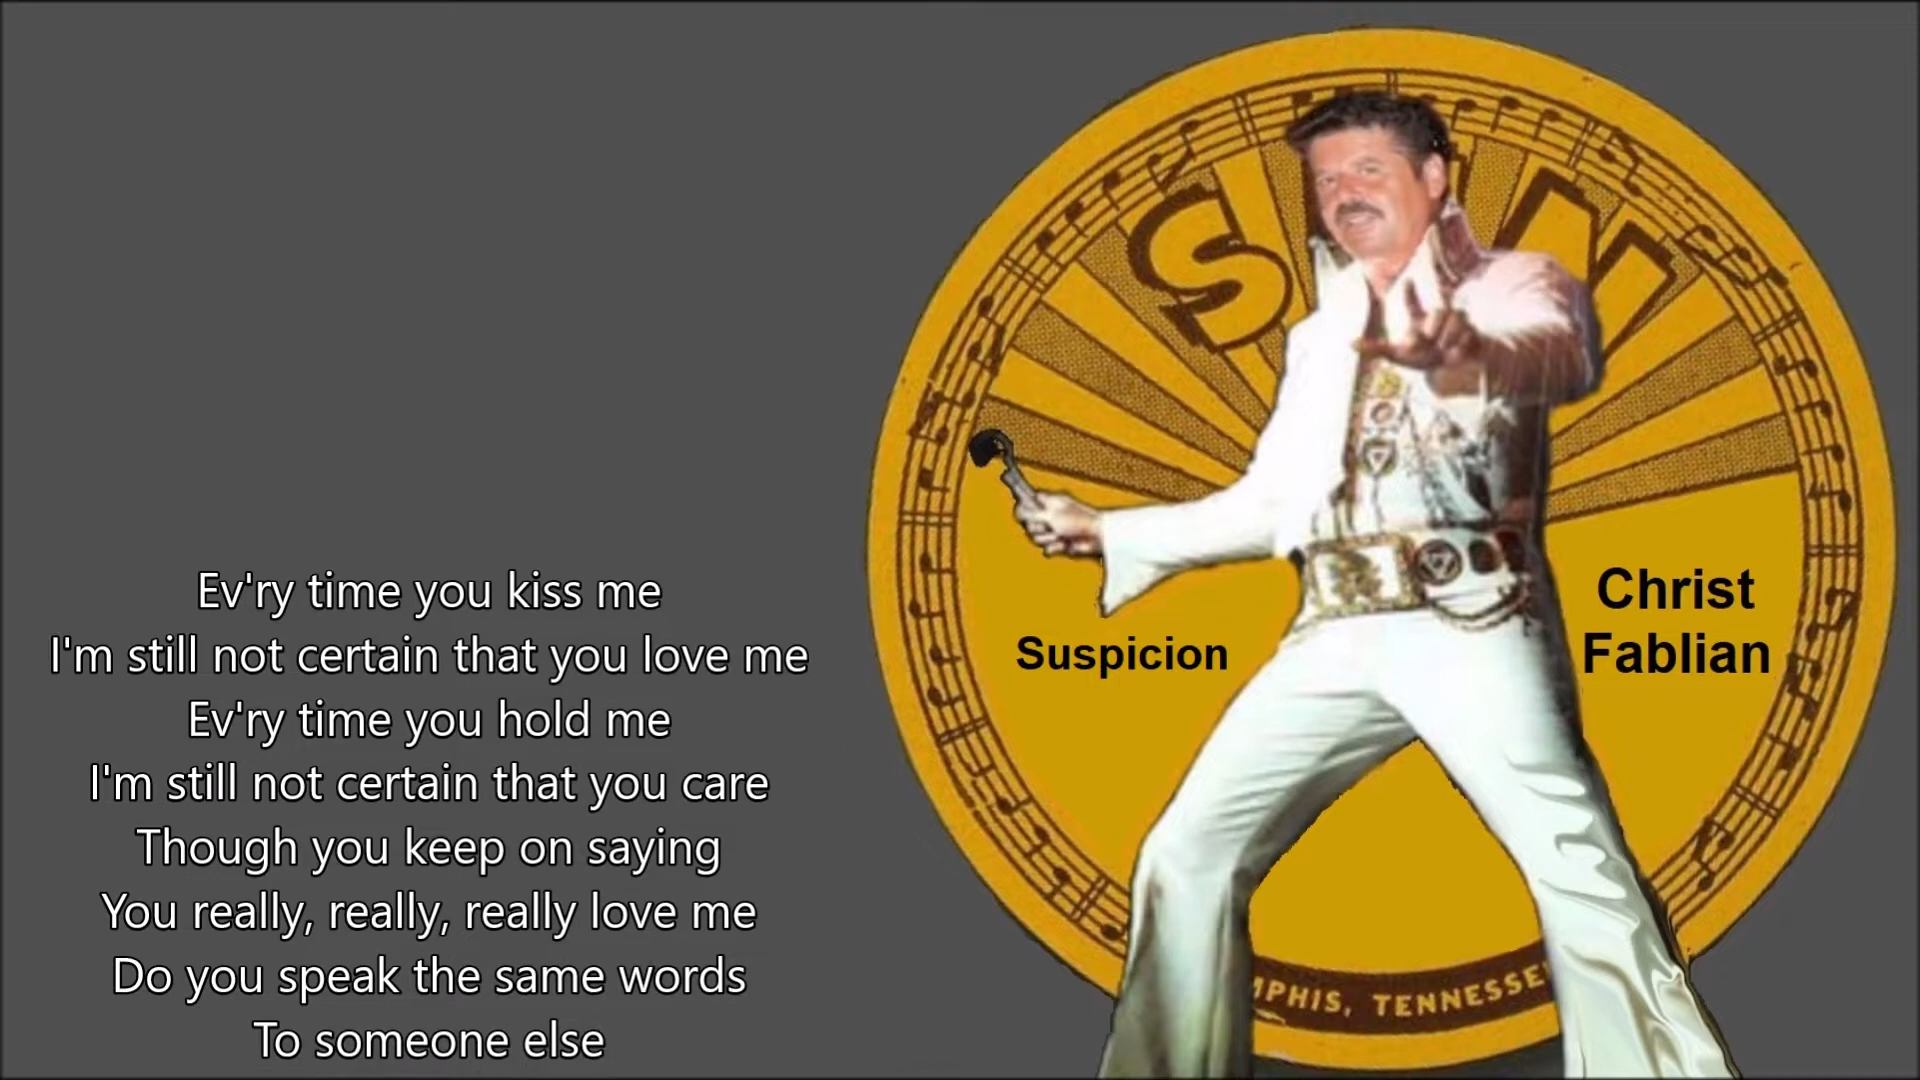 Ev'ry time you kiss me
I'm still not certain that you love me
Ev'ry time you hold me
I'm still not certain that you care
Though you keep on saying
You really, really, really love me
Do you speak the same words
To someone else
Suspicion
Christ
Fablian
TENNESSE